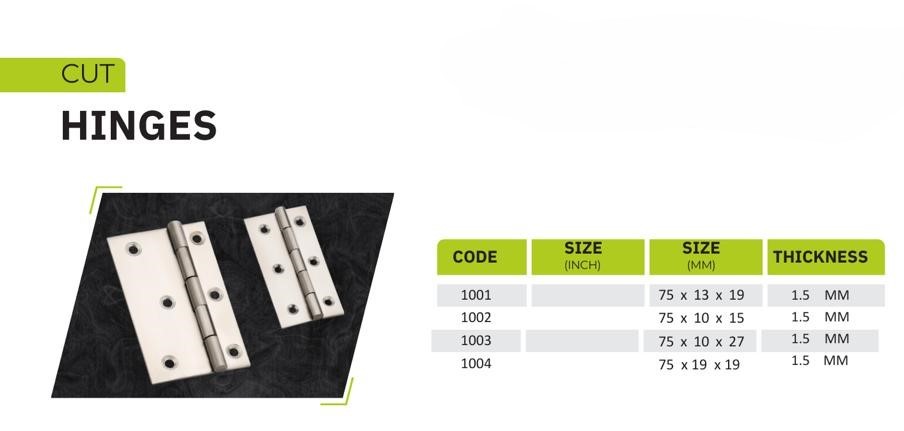 CUT
HINGES
CODE SIZE (INCH) SIZE (MM) THICKNESS
1001 75 x 13 x 19 1.5 MM
1002 75 x 10 x 15 1.5 MM
1003 75 x 10 x 27 1.5 MM
1004 75 x 19 x 19 1.5 MM